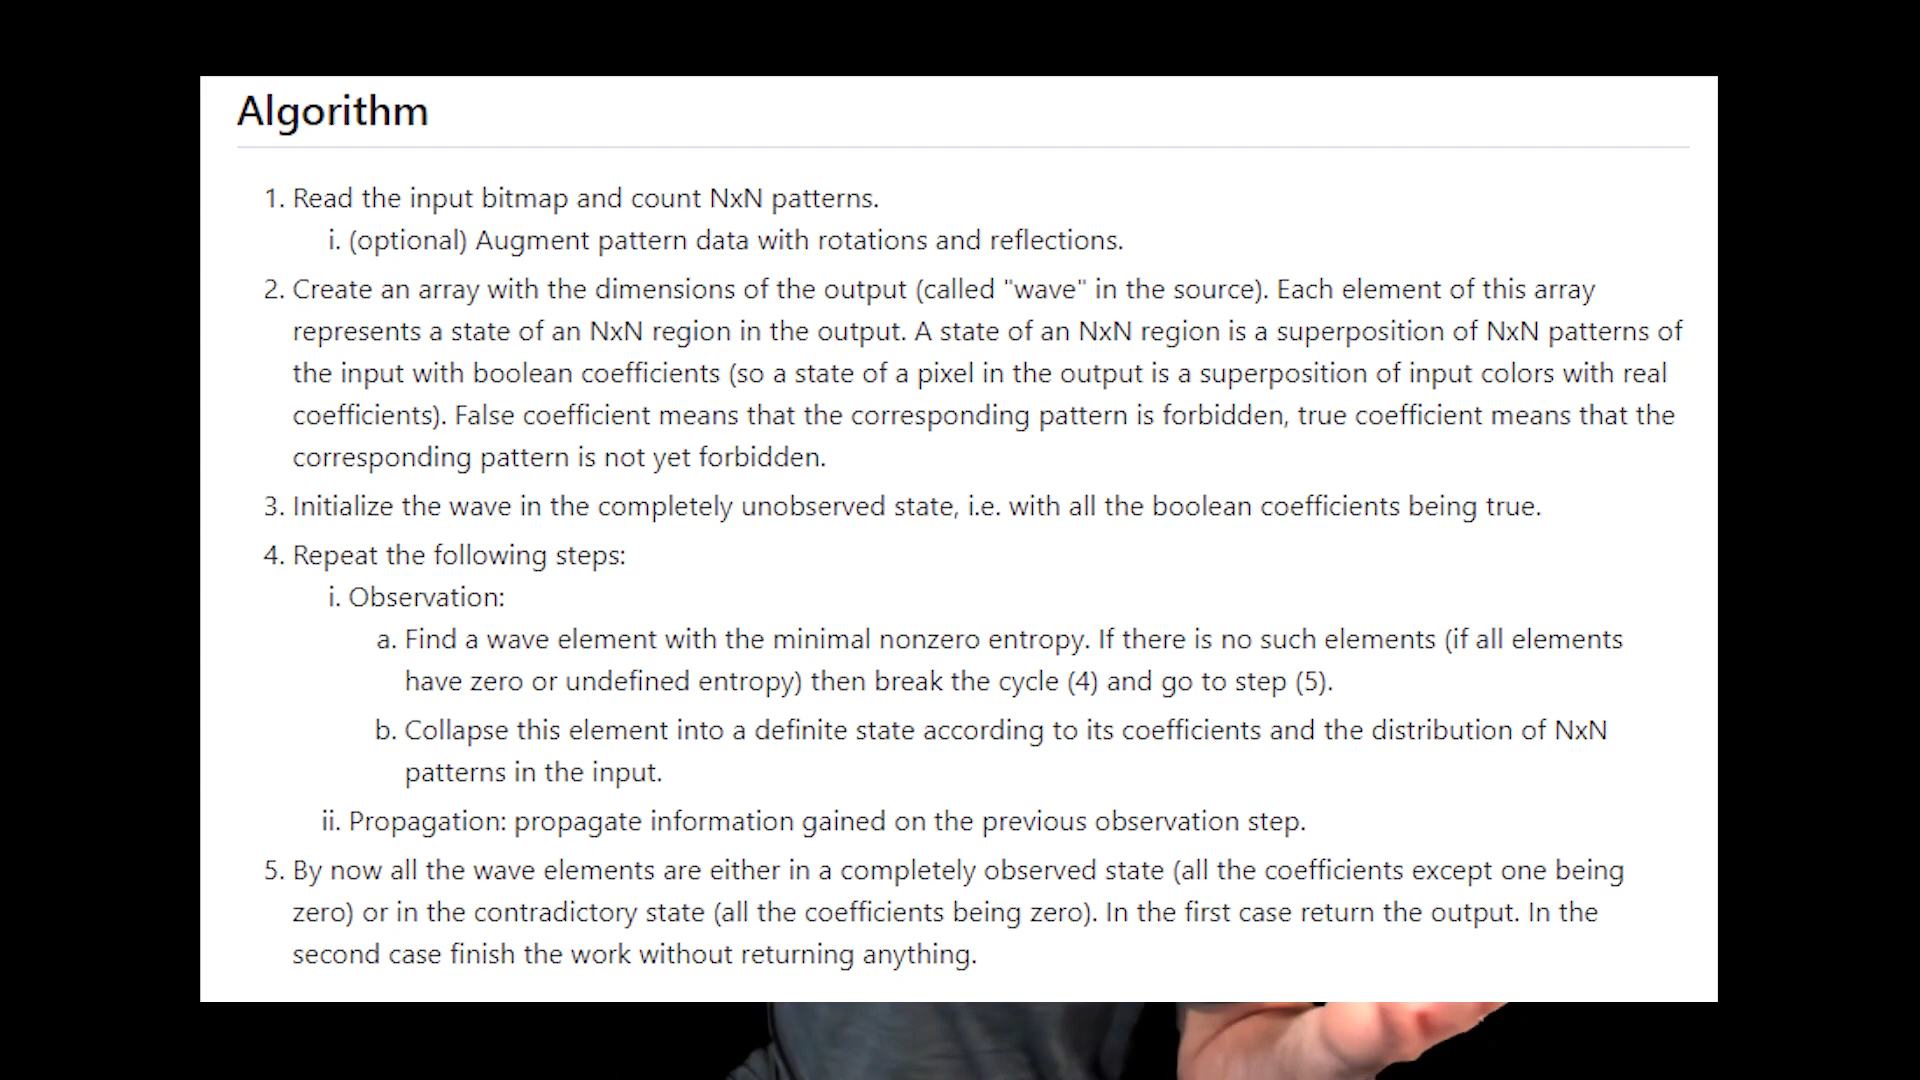 Algorithm
1. Read the input bitmap and count NxN patterns.
i. (optional) Augment pattern data with rotations and reflections.
2. Create an array with the dimensions of the output (called "wave" in the source). Each element of this array
represents a state of an NxN region in the output. A state of an NxN region is a superposition of NxN patterns of
the input with boolean coefficients (so a state of a pixel in the output is a superposition of input colors with real
coefficients). False coefficient means that the corresponding pattern is forbidden, true coefficient means that the
corresponding pattern is not yet forbidden.
3. Initialize the wave in the completely unobserved state, i.e. with all the boolean coefficients being true.
4. Repeat the following steps:
i. Observation:
a. Find a wave element with the minimal nonzero entropy. If there is no such elements (if all elements
have zero or undefined entropy) then break the cycle (4) and go to step (5).
b. Collapse this element into a definite state according to its coefficients and the distribution of NxN
patterns in the input.
ii. Propagation: propagate information gained on the previous observation step.
5. By now all the wave elements are either in a completely observed state (all the coefficients except one being
zero) or in the contradictory state (all the coefficients being zero). In the first case return the output. In the
second case finish the work without returning anything.